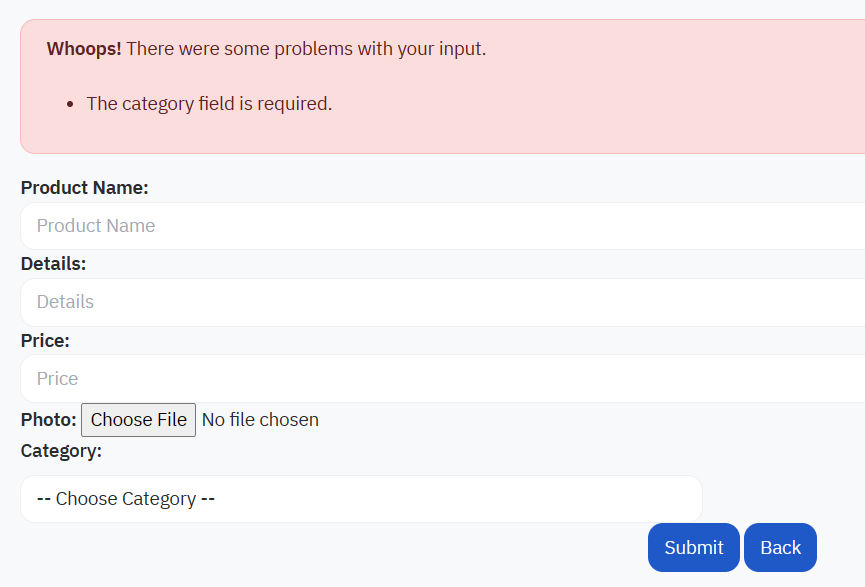 Whoops! There were some problems with your input.
• The category field is required.
Product Name:
Product Name
Details:
Details
Price:
Price
Photo: Choose File No file chosen
Category:
-- Choose Category --
Submit Back